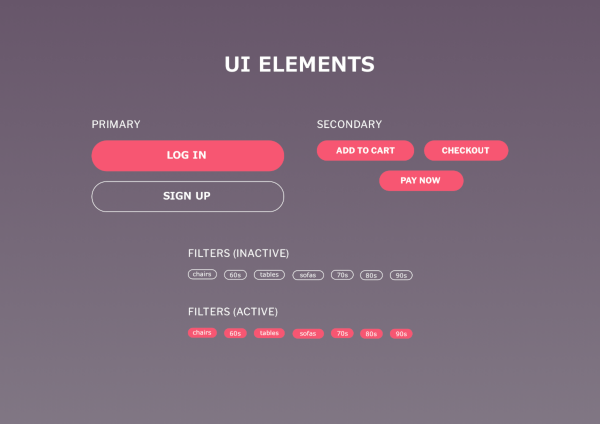 UI ELEMENTS
PRIMARY
LOG IN
SIGN UP
SECONDARY
ADD TO CART CHECKOUT
PAY NOW
FILTERS (INACTIVE)
chairs 60s tables sofas 70s 80s 90s
FILTERS (ACTIVE)
chairs 60s tables sofas 70s 80s 90s